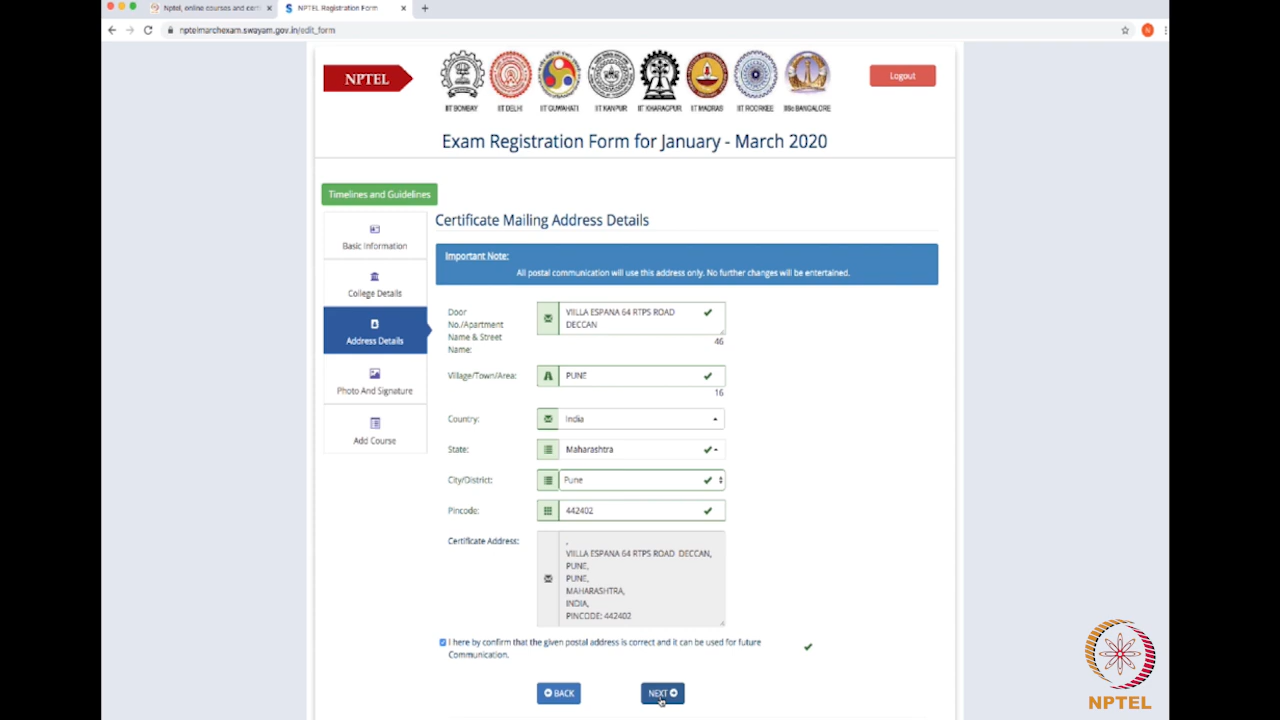 Nptel, online courses and cert
NPTEL Registration Form
nptelmarchexam.swayam.gov.in/edit_form
N
NPTEL
IIT BOMBAY
IIT DELHI
IIT GUWAHATI
IIT KANPUR
IIT KHARAGPUR
IIT MADRAS
IIT ROORKEE
IISc BANGALORE
Logout
Exam Registration Form for January - March 2020
Timelines and Guidelines
Basic Information
College Details
Address Details
Photo And Signature
Add Course
Certificate Mailing Address Details
Important Note:
All postal communication will use this address only. No further changes will be entertained.
Door
No./Apartment
Name & Street
Name:
VIILLA ESPANA 64 RTPS ROAD
DECCAN
46
Village/Town/Area:
PUNE
16
Country:
India
State:
Maharashtra
City/District:
Pune
Pincode:
442402
Certificate Address:
,
VIILLA ESPANA 64 RTPS ROAD DECCAN,
PUNE,
PUNE,
MAHARASHTRA,
INDIA,
PINCODE: 442402
I here by confirm that the given postal address is correct and it can be used for future
Communication.
BACK
NEXT
NPTEL